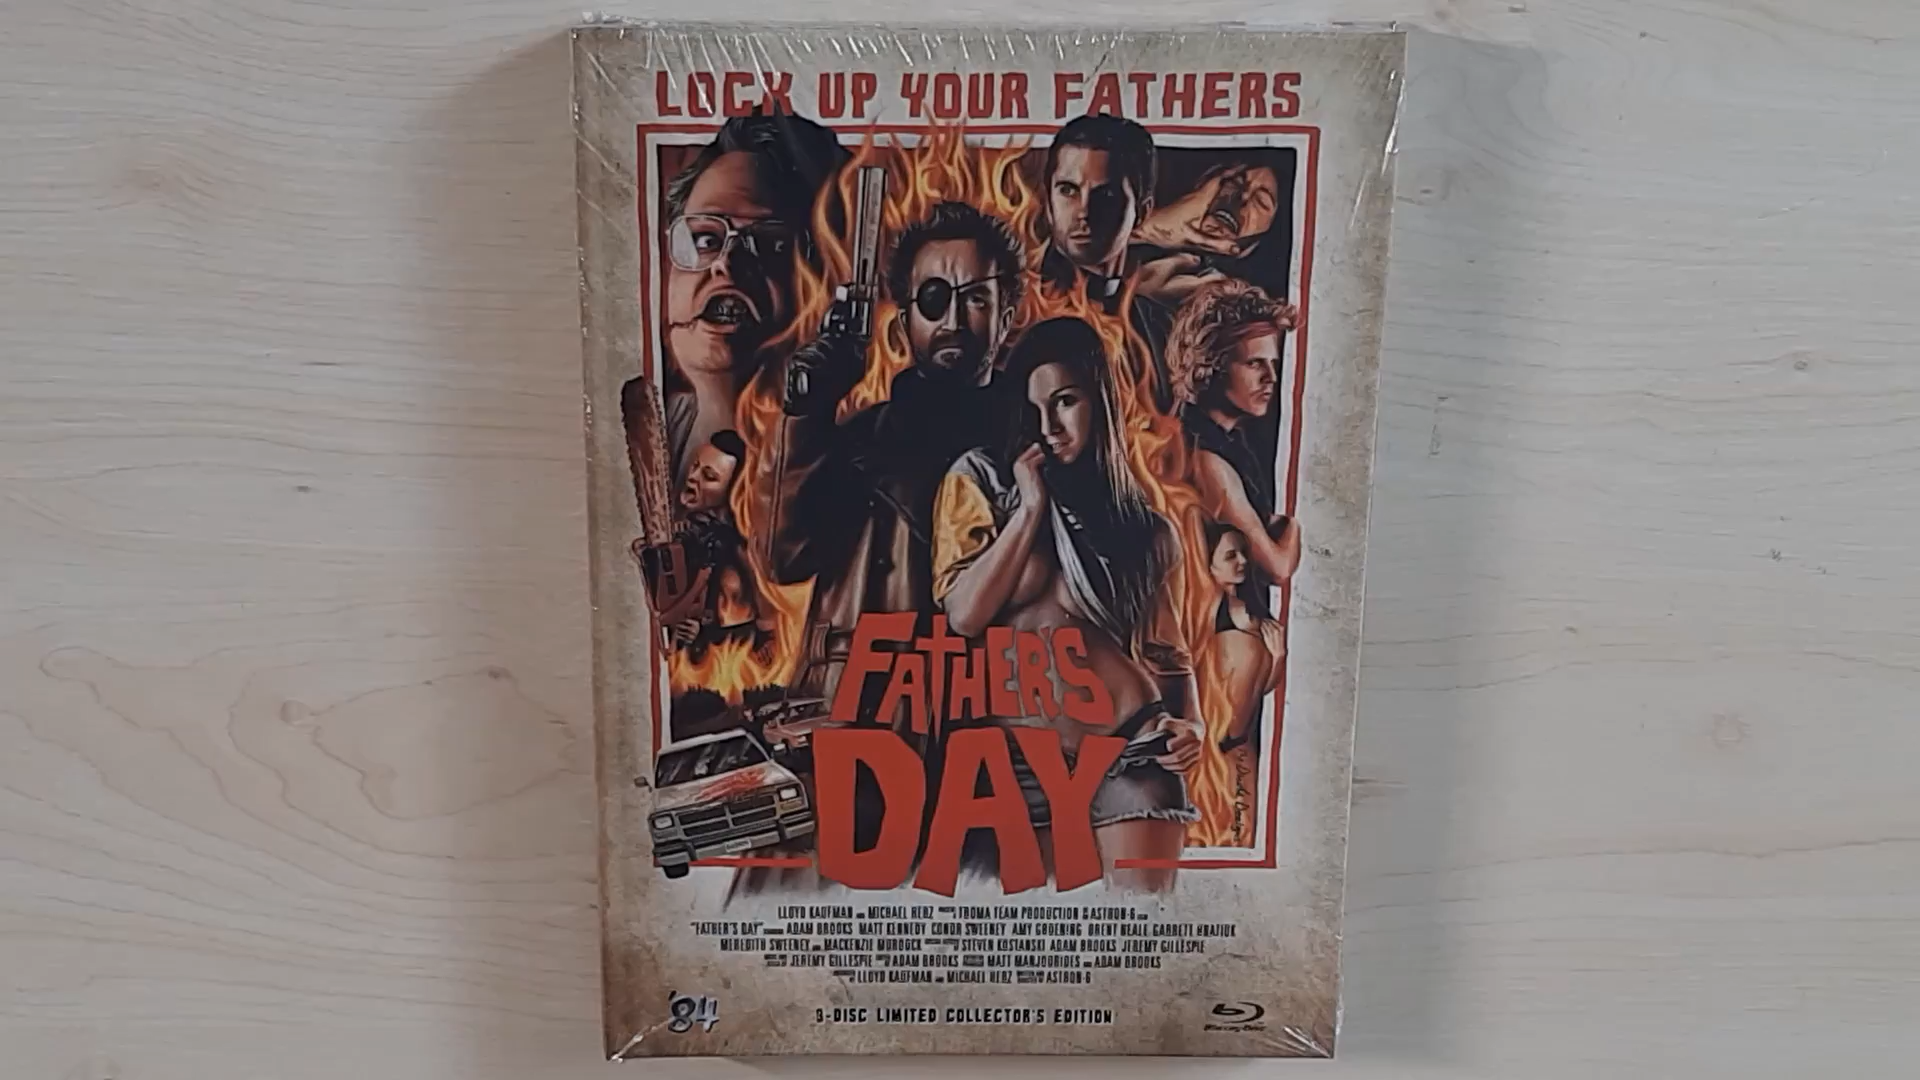 LOCK UP YOUR FATHERS
FATHER'S
DAY
LLOYD KAUFMAN MICHAEL HERZ TROMA TEAM PRODUCTION & ASTRON-6
"FATHER'S DAY" ADAM BROOKS MATT KENNEDY CONOR SWEENEY AMY GROENING BRENT NEALE GARRETT HNATIUK
MEREDITH SWEENEY MACKENZIE MURDOCK STEVEN KOSTANSKI ADAM BROOKS JEREMY GILLESPIE
JEREMY GILLESPIE ADAM BROOKS MATT MANJOURIDES ADAM BROOKS
LLOYD KAUFMAN MICHAEL HERZ ASTRON-6
'84 3-DISC LIMITED COLLECTOR'S EDITION Blu-ray Disc